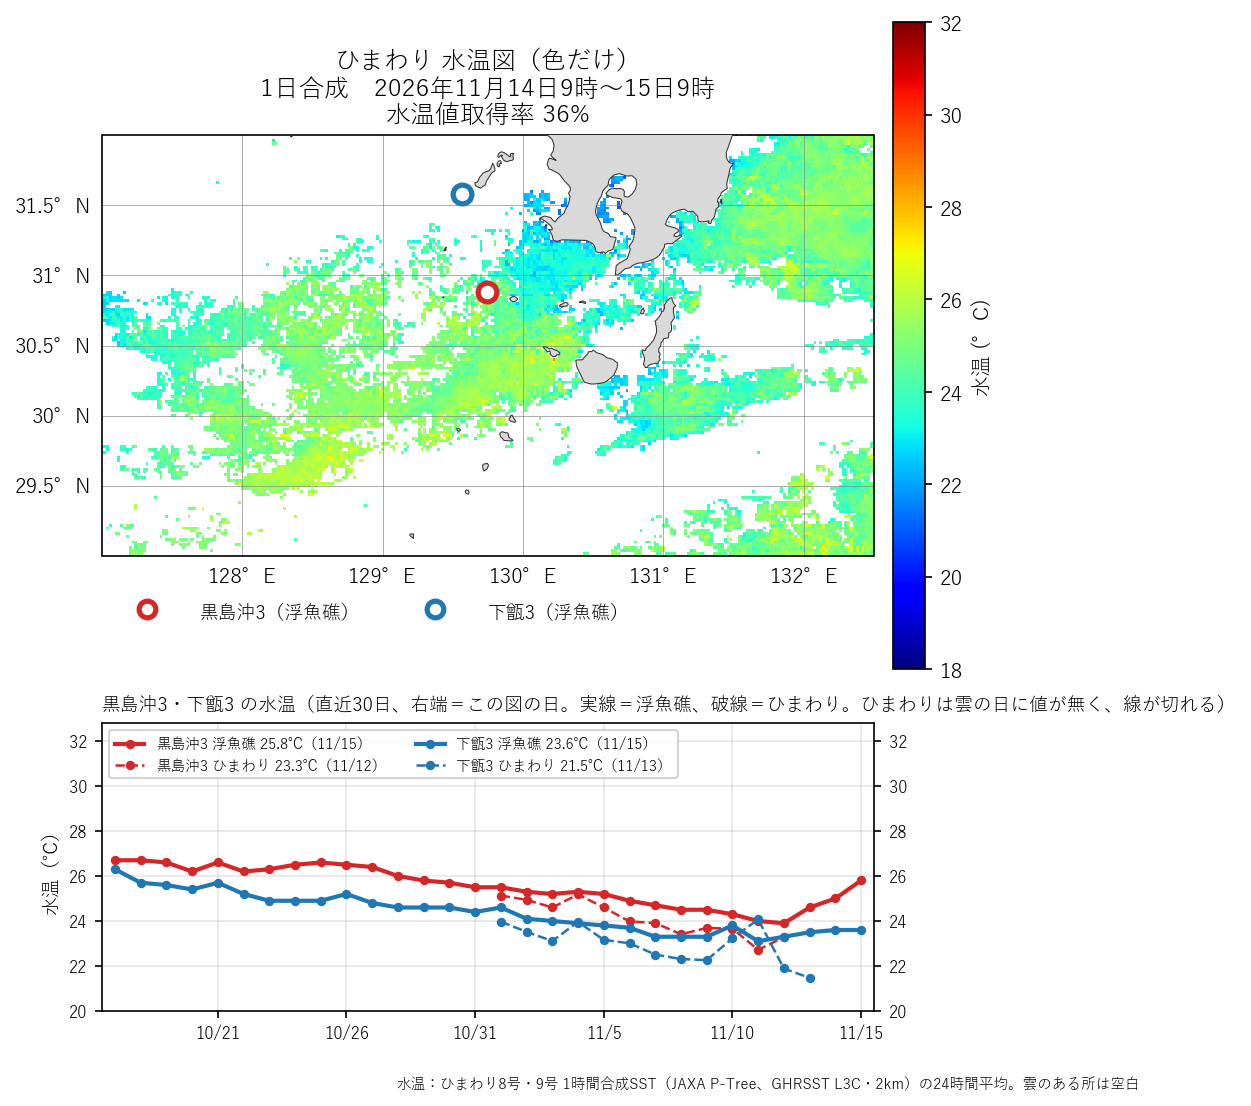 ひまわり 水温図（色だけ）
1日合成　2026年11月14日9時～15日9時
水温値取得率 36%
32
30
28
26
24
22
20
18
水温（° C）
31.5° N
31° N
30.5° N
30° N
29.5° N
128° E
129° E
130° E
131° E
132° E
黒島沖3（浮魚礁）
下甑3（浮魚礁）
黒島沖3・下甑3 の水温（直近30日、右端＝この図の日。実線＝浮魚礁、破線＝ひまわり。ひまわりは雲の日に値が無く、線が切れる）
黒島沖3 浮魚礁 25.8°C（11/15）
黒島沖3 ひまわり 23.3°C（11/12）
下甑3 浮魚礁 23.6°C（11/15）
下甑3 ひまわり 21.5°C（11/13）
水温（°C）
32
30
28
26
24
22
20
32
30
28
26
24
22
20
10/21
10/26
10/31
11/5
11/10
11/15
水温：ひまわり8号・9号 1時間合成SST（JAXA P-Tree、GHRSST L3C・2km）の24時間平均。雲のある所は空白